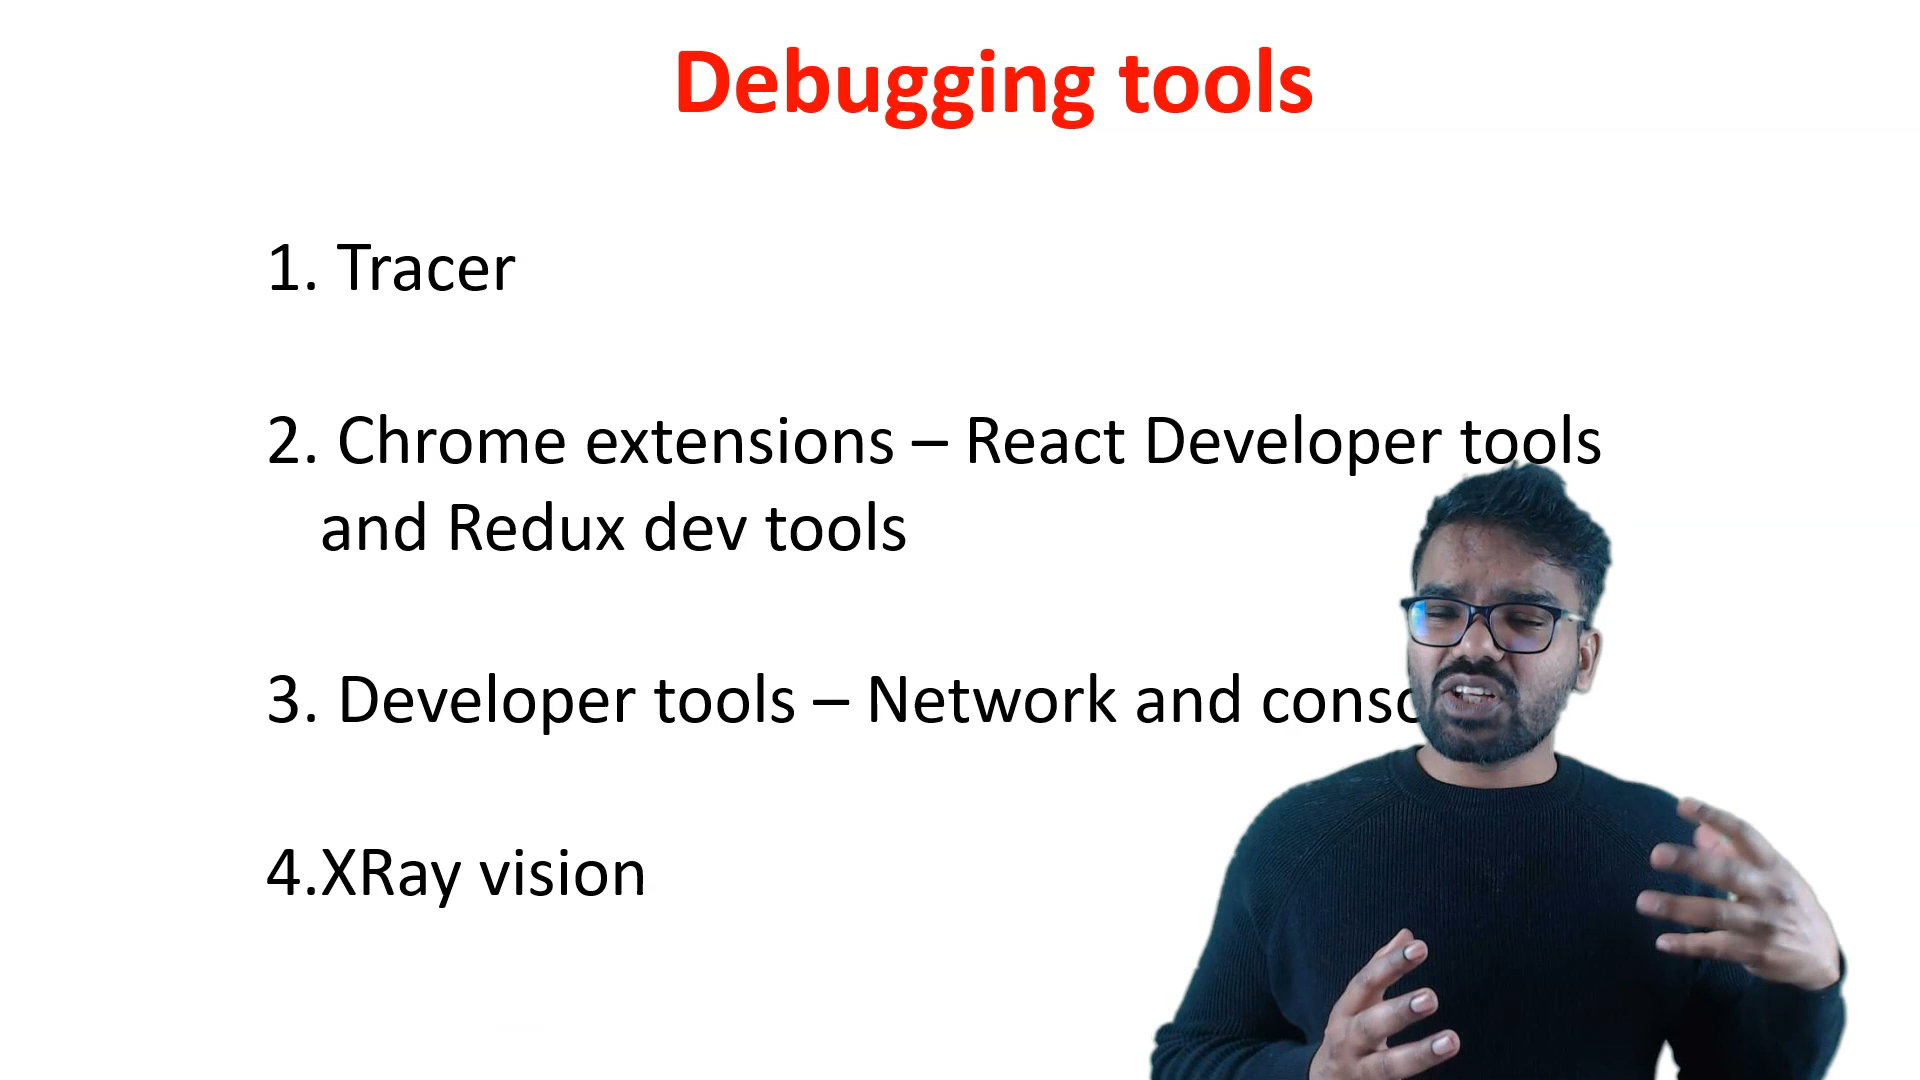 Debugging tools
1. Tracer
2. Chrome extensions – React Developer tools
and Redux dev tools
3. Developer tools – Network and
4.XRay vision